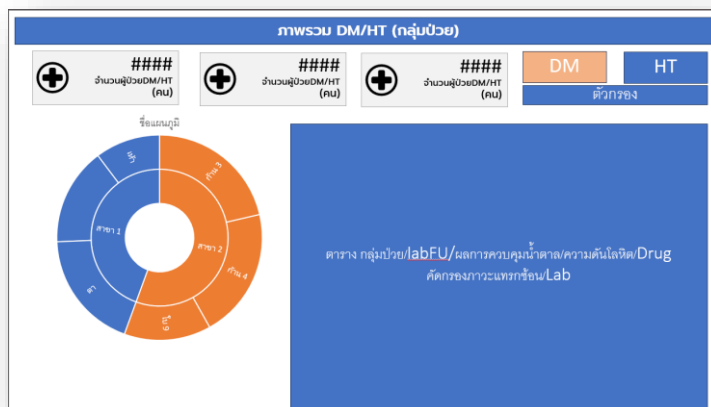 ภาพรวม DM/HT (กลุ่มป่วย)
####
จำนวนผู้ป่วยDM/HT
(คน)
####
จำนวนผู้ป่วยDM/HT
(คน)
####
จำนวนผู้ป่วยDM/HT
(คน)
DM
HT
ตัวกรอง
ชื่อแผนภูมิ
สาขา 1
สาขา 2
ก้าน 3
ก้าน 4
ใบ 9
ตาราง กลุ่มป่วย/labFU/ผลการควบคุมน้ำตาล/ความดันโลหิต/Drug
คัดกรองภาวะแทรกซ้อน/Lab